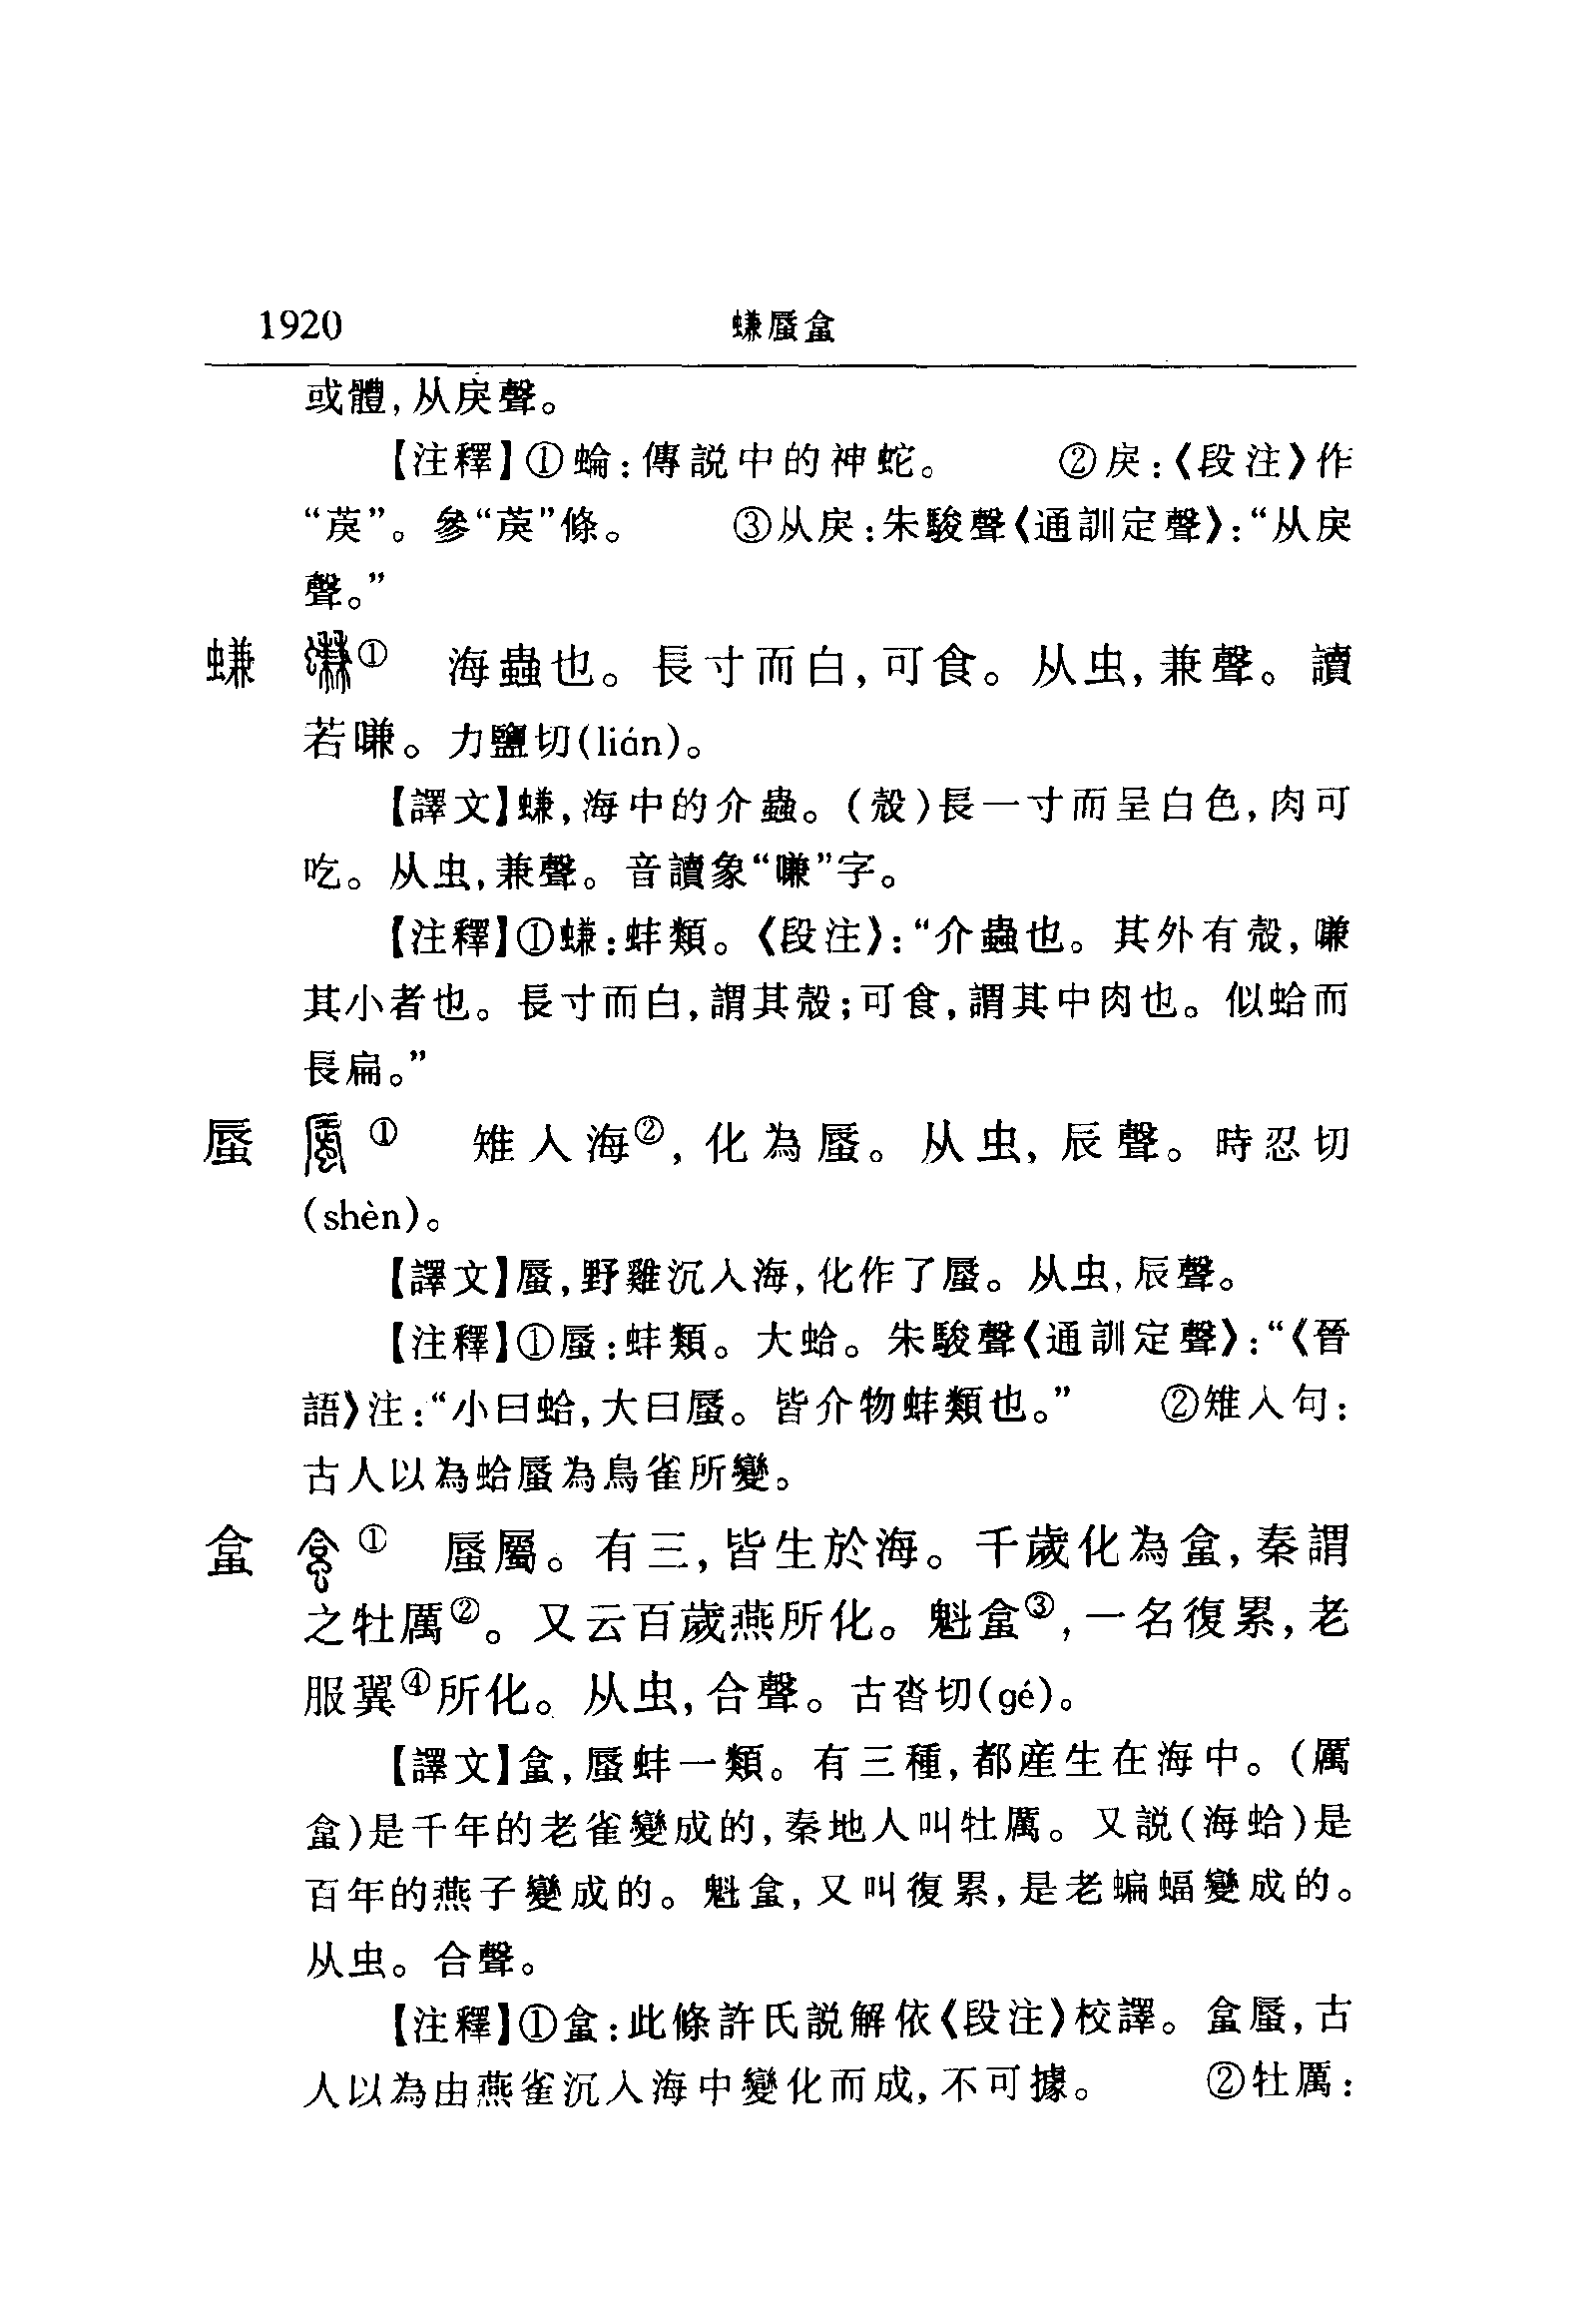 1920
蠊蜃盒
或體,从戾聲。
【注釋】①蜦:傳説中的神蛇。 ②戾:《段注》作
“䓞”。參“䓞”條。 ③从戾:朱駿聲《通訓定聲》:“从戾
聲。”
蠊 ① 海蟲也。長寸而白,可食。从虫,兼聲。讀
若嗛。力鹽切(lián)。
【譯文】蠊,海中的介蟲。(殼)長一寸而呈白色,肉可
吃。从虫,兼聲。音讀象“嗛”字。
【注釋】①蠊:蚌類。《段注》:“介蟲也。其外有殼,嗛
其小者也。長寸而白,謂其殼;可食,謂其中肉也。似蛤而
長扁。”
蜃 ① 雉入海②,化為蜃。从虫,辰聲。時忍切
(shèn)。
【譯文】蜃,野雞沉入海,化作了蜃。从虫,辰聲。
【注釋】①蜃:蚌類。大蛤。朱駿聲《通訓定聲》:“《晉
語》注:“小曰蛤,大曰蜃。皆介物蚌類也。” ②雉入句:
古人以為蛤蜃為鳥雀所變。
盒 ① 蜃屬。有三,皆生於海。千歲化為盒,秦謂
之牡厲②。又云百歲燕所化。魁盒③,一名復累,老
服翼④所化。从虫,合聲。古沓切(gé)。
【譯文】盒,蜃蚌一類。有三種,都産生在海中。(厲
盒)是千年的老雀變成的,秦地人叫牡厲。又説(海蛤)是
百年的燕子變成的。魁盒,又叫復累,是老蝙蝠變成的。
从虫。合聲。
【注釋】①盒:此條許氏説解依《段注》校譯。盒蜃,古
人以為由燕雀沉入海中變化而成,不可據。 ②牡厲: